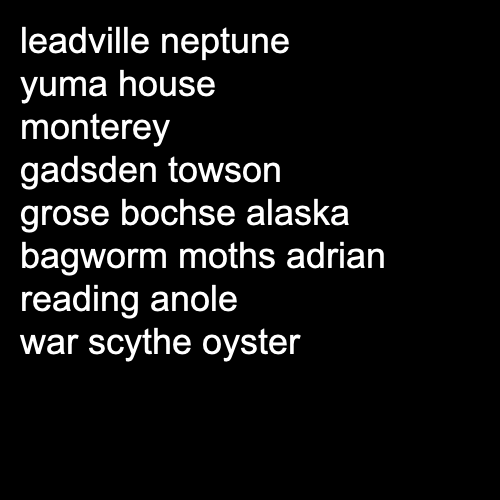 leadville neptune
yuma house
monterey
gadsden towson
grose bochse alaska
bagworm moths adrian
reading anole
war scythe oyster